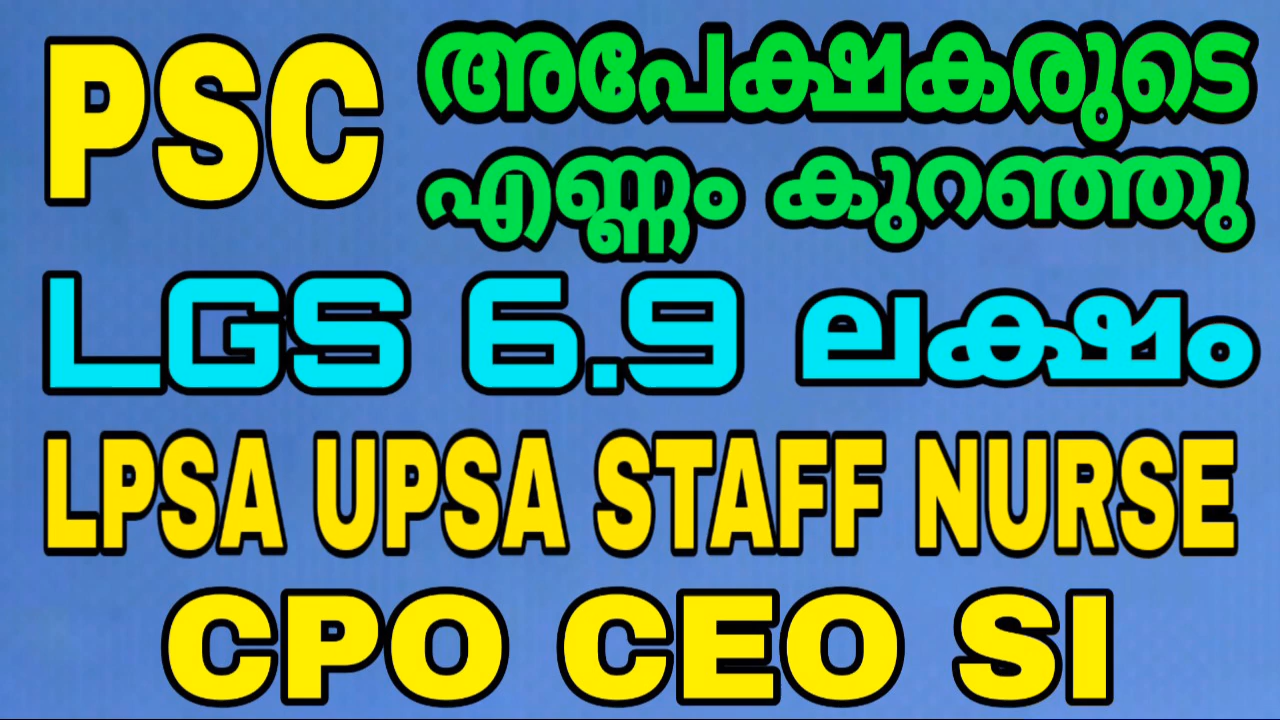 PSC അപേക്ഷകരുടെ
എണ്ണം കുറഞ്ഞു
LGS 6.9 ലക്ഷം
LPSA UPSA STAFF NURSE
CPO CEO SI